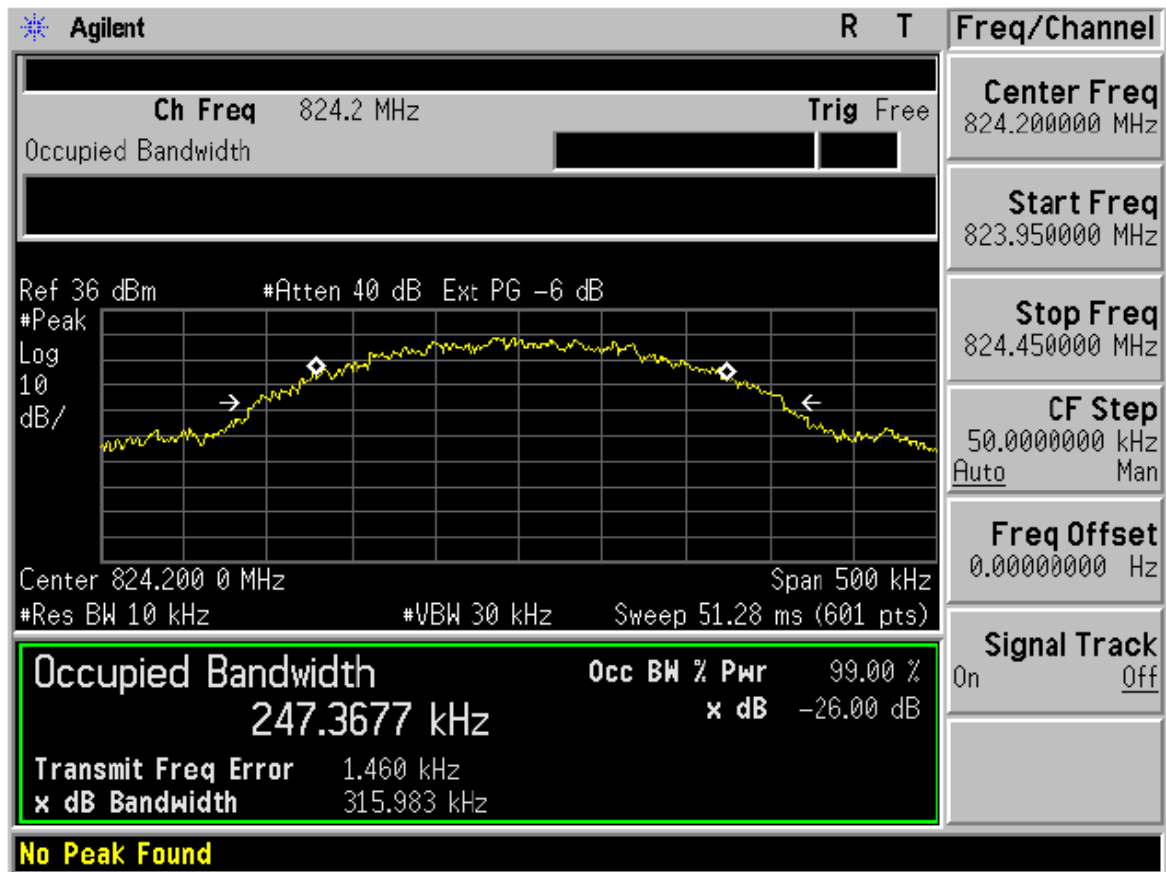 Agilent R T
Ch Freq 824.2 MHz Trig Free
Occupied Bandwidth
Ref 36 dBm #Atten 40 dB Ext PG -6 dB
#Peak
Log
10
dB/
Center 824.200 0 MHz Span 500 kHz
#Res BW 10 kHz #VBW 30 kHz Sweep 51.28 ms (601 pts)
Occupied Bandwidth
247.3677 kHz
Occ BW % Pwr 99.00 %
x dB -26.00 dB
Transmit Freq Error 1.460 kHz
x dB Bandwidth 315.983 kHz
No Peak Found
Freq/Channel
Center Freq
824.200000 MHz
Start Freq
823.950000 MHz
Stop Freq
824.450000 MHz
CF Step
50.0000000 kHz
Auto Man
Freq Offset
0.00000000 Hz
Signal Track
On Off